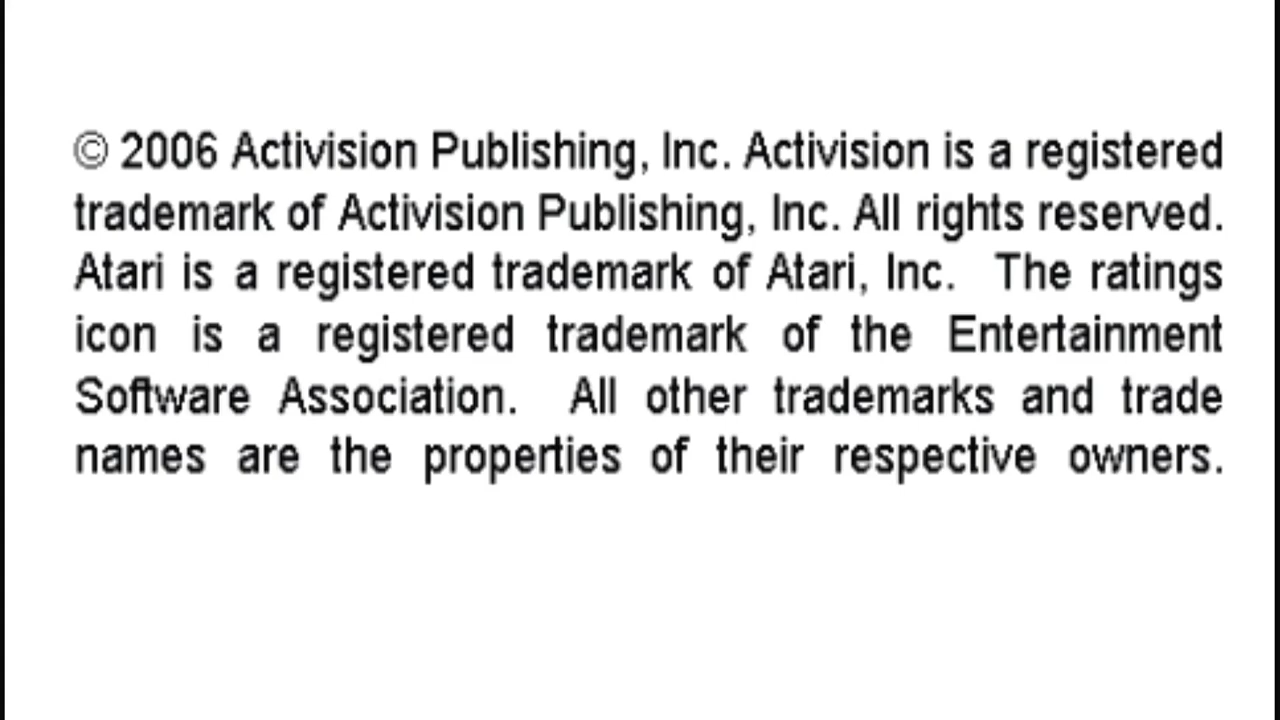 © 2006 Activision Publishing, Inc. Activision is a registered
trademark of Activision Publishing, Inc. All rights reserved.
Atari is a registered trademark of Atari, Inc.  The ratings
icon is a registered trademark of the Entertainment
Software Association.  All other trademarks and trade
names are the properties of their respective owners.